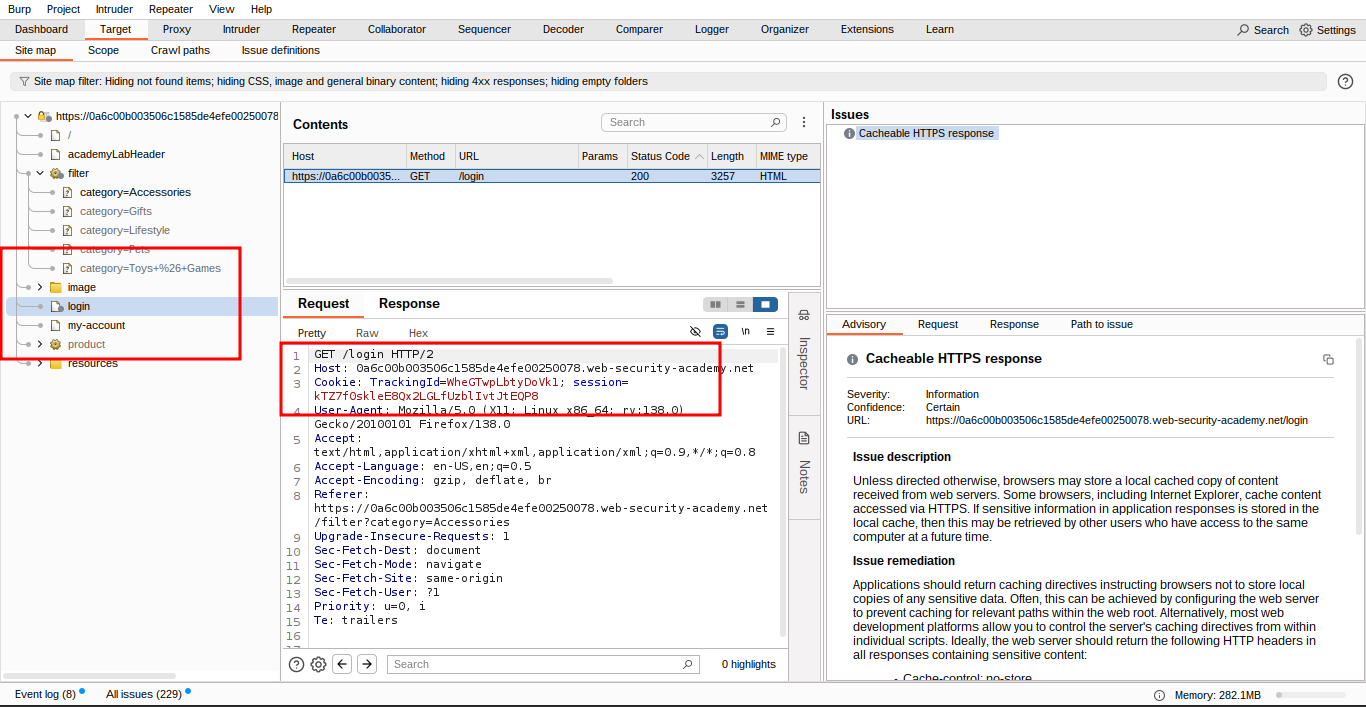 Burp Project Intruder Repeater View Help
Dashboard Target Proxy Intruder Repeater Collaborator Sequencer Decoder Comparer Logger Organizer Extensions Learn Search Settings
Site map Scope Crawl paths Issue definitions
Site map filter: Hiding not found items; hiding CSS, image and general binary content; hiding 4xx responses; hiding empty folders
https://0a6c00b003506c1585de4efe00250078
/
academyLabHeader
filter
category=Accessories
category=Gifts
category=Lifestyle
category=Pets
category=Toys+%26+Games
image
login
my-account
product
resources
Contents
Search
Host Method URL Params Status Code Length MIME type
https://0a6c00b0035... GET /login 200 3257 HTML
Request Response
Pretty Raw Hex
\n
1 GET /login HTTP/2
2 Host: 0a6c00b003506c1585de4efe00250078.web-security-academy.net
3 Cookie: TrackingId=WheGTwpLbtyDoVk1; session=
kTZ7f0skleE8Qx2LGLfUzblIvtJtEQP8
4 User-Agent: Mozilla/5.0 (X11; Linux x86_64; rv:138.0)
Gecko/20100101 Firefox/138.0
5 Accept:
text/html,application/xhtml+xml,application/xml;q=0.9,*/*;q=0.8
6 Accept-Language: en-US,en;q=0.5
7 Accept-Encoding: gzip, deflate, br
8 Referer:
https://0a6c00b003506c1585de4efe00250078.web-security-academy.net
/filter?category=Accessories
9 Upgrade-Insecure-Requests: 1
10 Sec-Fetch-Dest: document
11 Sec-Fetch-Mode: navigate
12 Sec-Fetch-Site: same-origin
13 Sec-Fetch-User: ?1
14 Priority: u=0, i
15 Te: trailers
16
Search
0 highlights
Inspector
Notes
Issues
Cacheable HTTPS response
Advisory Request Response Path to issue
Cacheable HTTPS response
Severity: Information
Confidence: Certain
URL: https://0a6c00b003506c1585de4efe00250078.web-security-academy.net/login
Issue description
Unless directed otherwise, browsers may store a local cached copy of content
received from web servers. Some browsers, including Internet Explorer, cache content
accessed via HTTPS. If sensitive information in application responses is stored in the
local cache, then this may be retrieved by other users who have access to the same
computer at a future time.
Issue remediation
Applications should return caching directives instructing browsers not to store local
copies of any sensitive data. Often, this can be achieved by configuring the web server
to prevent caching for relevant paths within the web root. Alternatively, most web
development platforms allow you to control the server's caching directives from within
individual scripts. Ideally, the web server should return the following HTTP headers in
all responses containing sensitive content:
Cache-control: no-store
Event log (8) All issues (229) Memory: 282.1MB